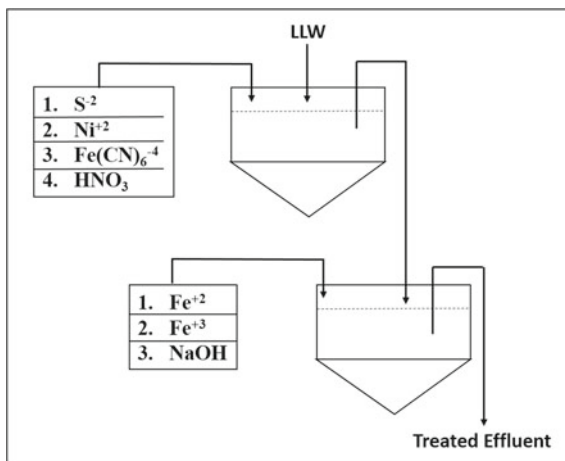 LLW
1. S⁻²
2. Ni⁺²
3. Fe(CN)₆⁻⁴
4. HNO₃
1. Fe⁺²
2. Fe⁺³
3. NaOH
Treated Effluent